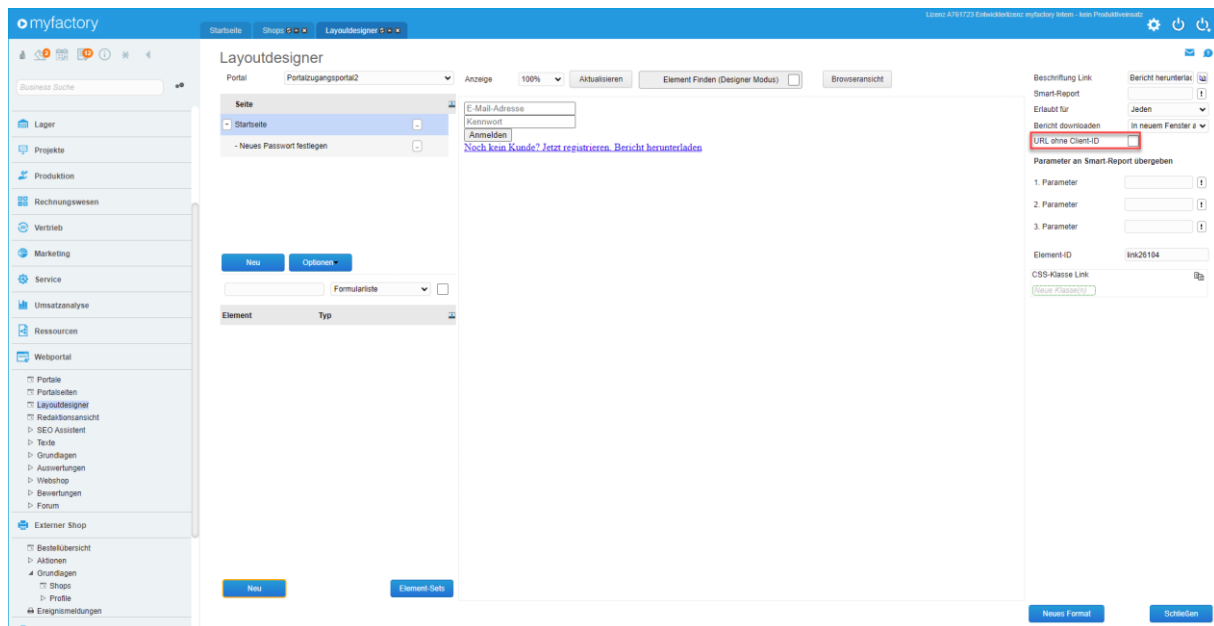 Lizenz A761723 Entwicklerlizenz myfactory Intern - kein Produktiveinsatz
myfactory
Startseite
Shops
Layoutdesigner
2
12
Business Suche
Lager
Projekte
Produktion
Rechnungswesen
Vertrieb
Marketing
Service
Umsatzanalyse
Ressourcen
Webportal
Portale
Portalseiten
Layoutdesigner
Redaktionsansicht
SEO Assistent
Texte
Grundlagen
Auswertungen
Webshop
Bewertungen
Forum
Externer Shop
Bestellübersicht
Aktionen
Grundlagen
Shops
Profile
Ereignismeldungen
Layoutdesigner
Portal Portalzugangsportal2
Seite
Startseite
- Neues Passwort festlegen
Neu Optionen
Formularliste
Element Typ
Neu Element-Sets
Anzeige 100% Aktualisieren Element Finden (Designer Modus) Browseransicht
E-Mail-Adresse
Kennwort
Anmelden
Noch kein Kunde? Jetzt registrieren. Bericht herunterladen
Beschriftung Link Bericht herunterlad
Smart-Report
Erlaubt für Jeden
Bericht downloaden In neuem Fenster a
URL ohne Client-ID
Parameter an Smart-Report übergeben
1. Parameter
2. Parameter
3. Parameter
Element-ID link26104
CSS-Klasse Link
Neue Klasse(n)
Neues Format Schließen